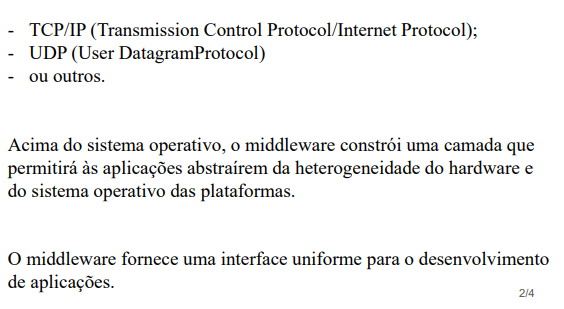 - TCP/IP (Transmission Control Protocol/Internet Protocol);
- UDP (User DatagramProtocol)
- ou outros.
Acima do sistema operativo, o middleware constrói uma camada que
permitirá às aplicações abstraírem da heterogeneidade do hardware e
do sistema operativo das plataformas.
O middleware fornece uma interface uniforme para o desenvolvimento
de aplicações.
2/4